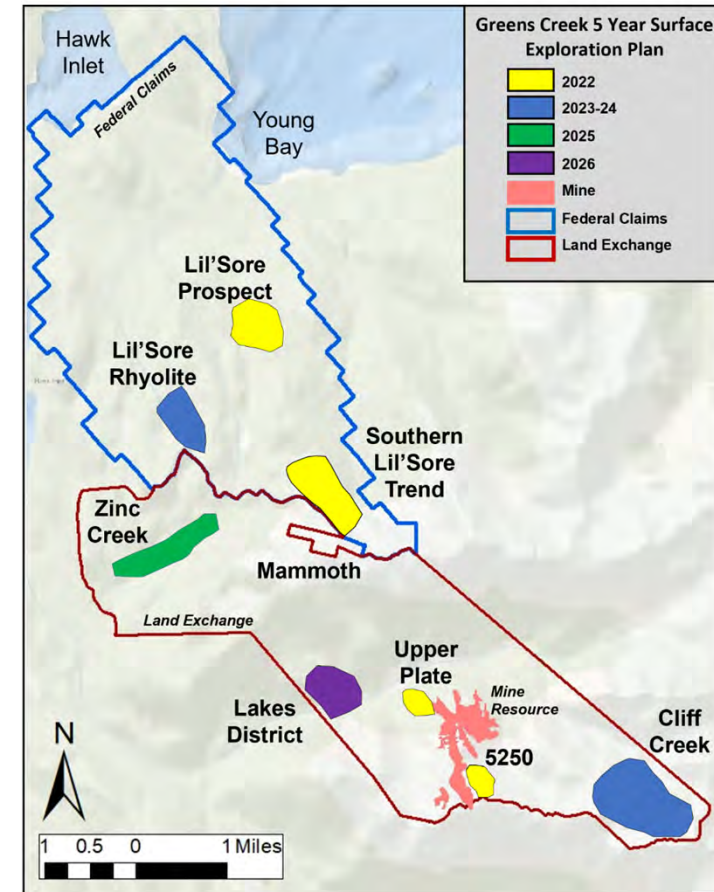 Hawk
Inlet
Federal Claims
Young
Bay
Greens Creek 5 Year Surface
Exploration Plan
2022
2023-24
2025
2026
Mine
Federal Claims
Land Exchange
Lil'Sore
Prospect
Lil'Sore
Rhyolite
Southern
Lil'Sore
Trend
Zinc
Creek
Mammoth
Land Exchange
Upper
Plate
Mine
Resource
Lakes
District
5250
Cliff
Creek
N
1 0.5 0 1 Miles